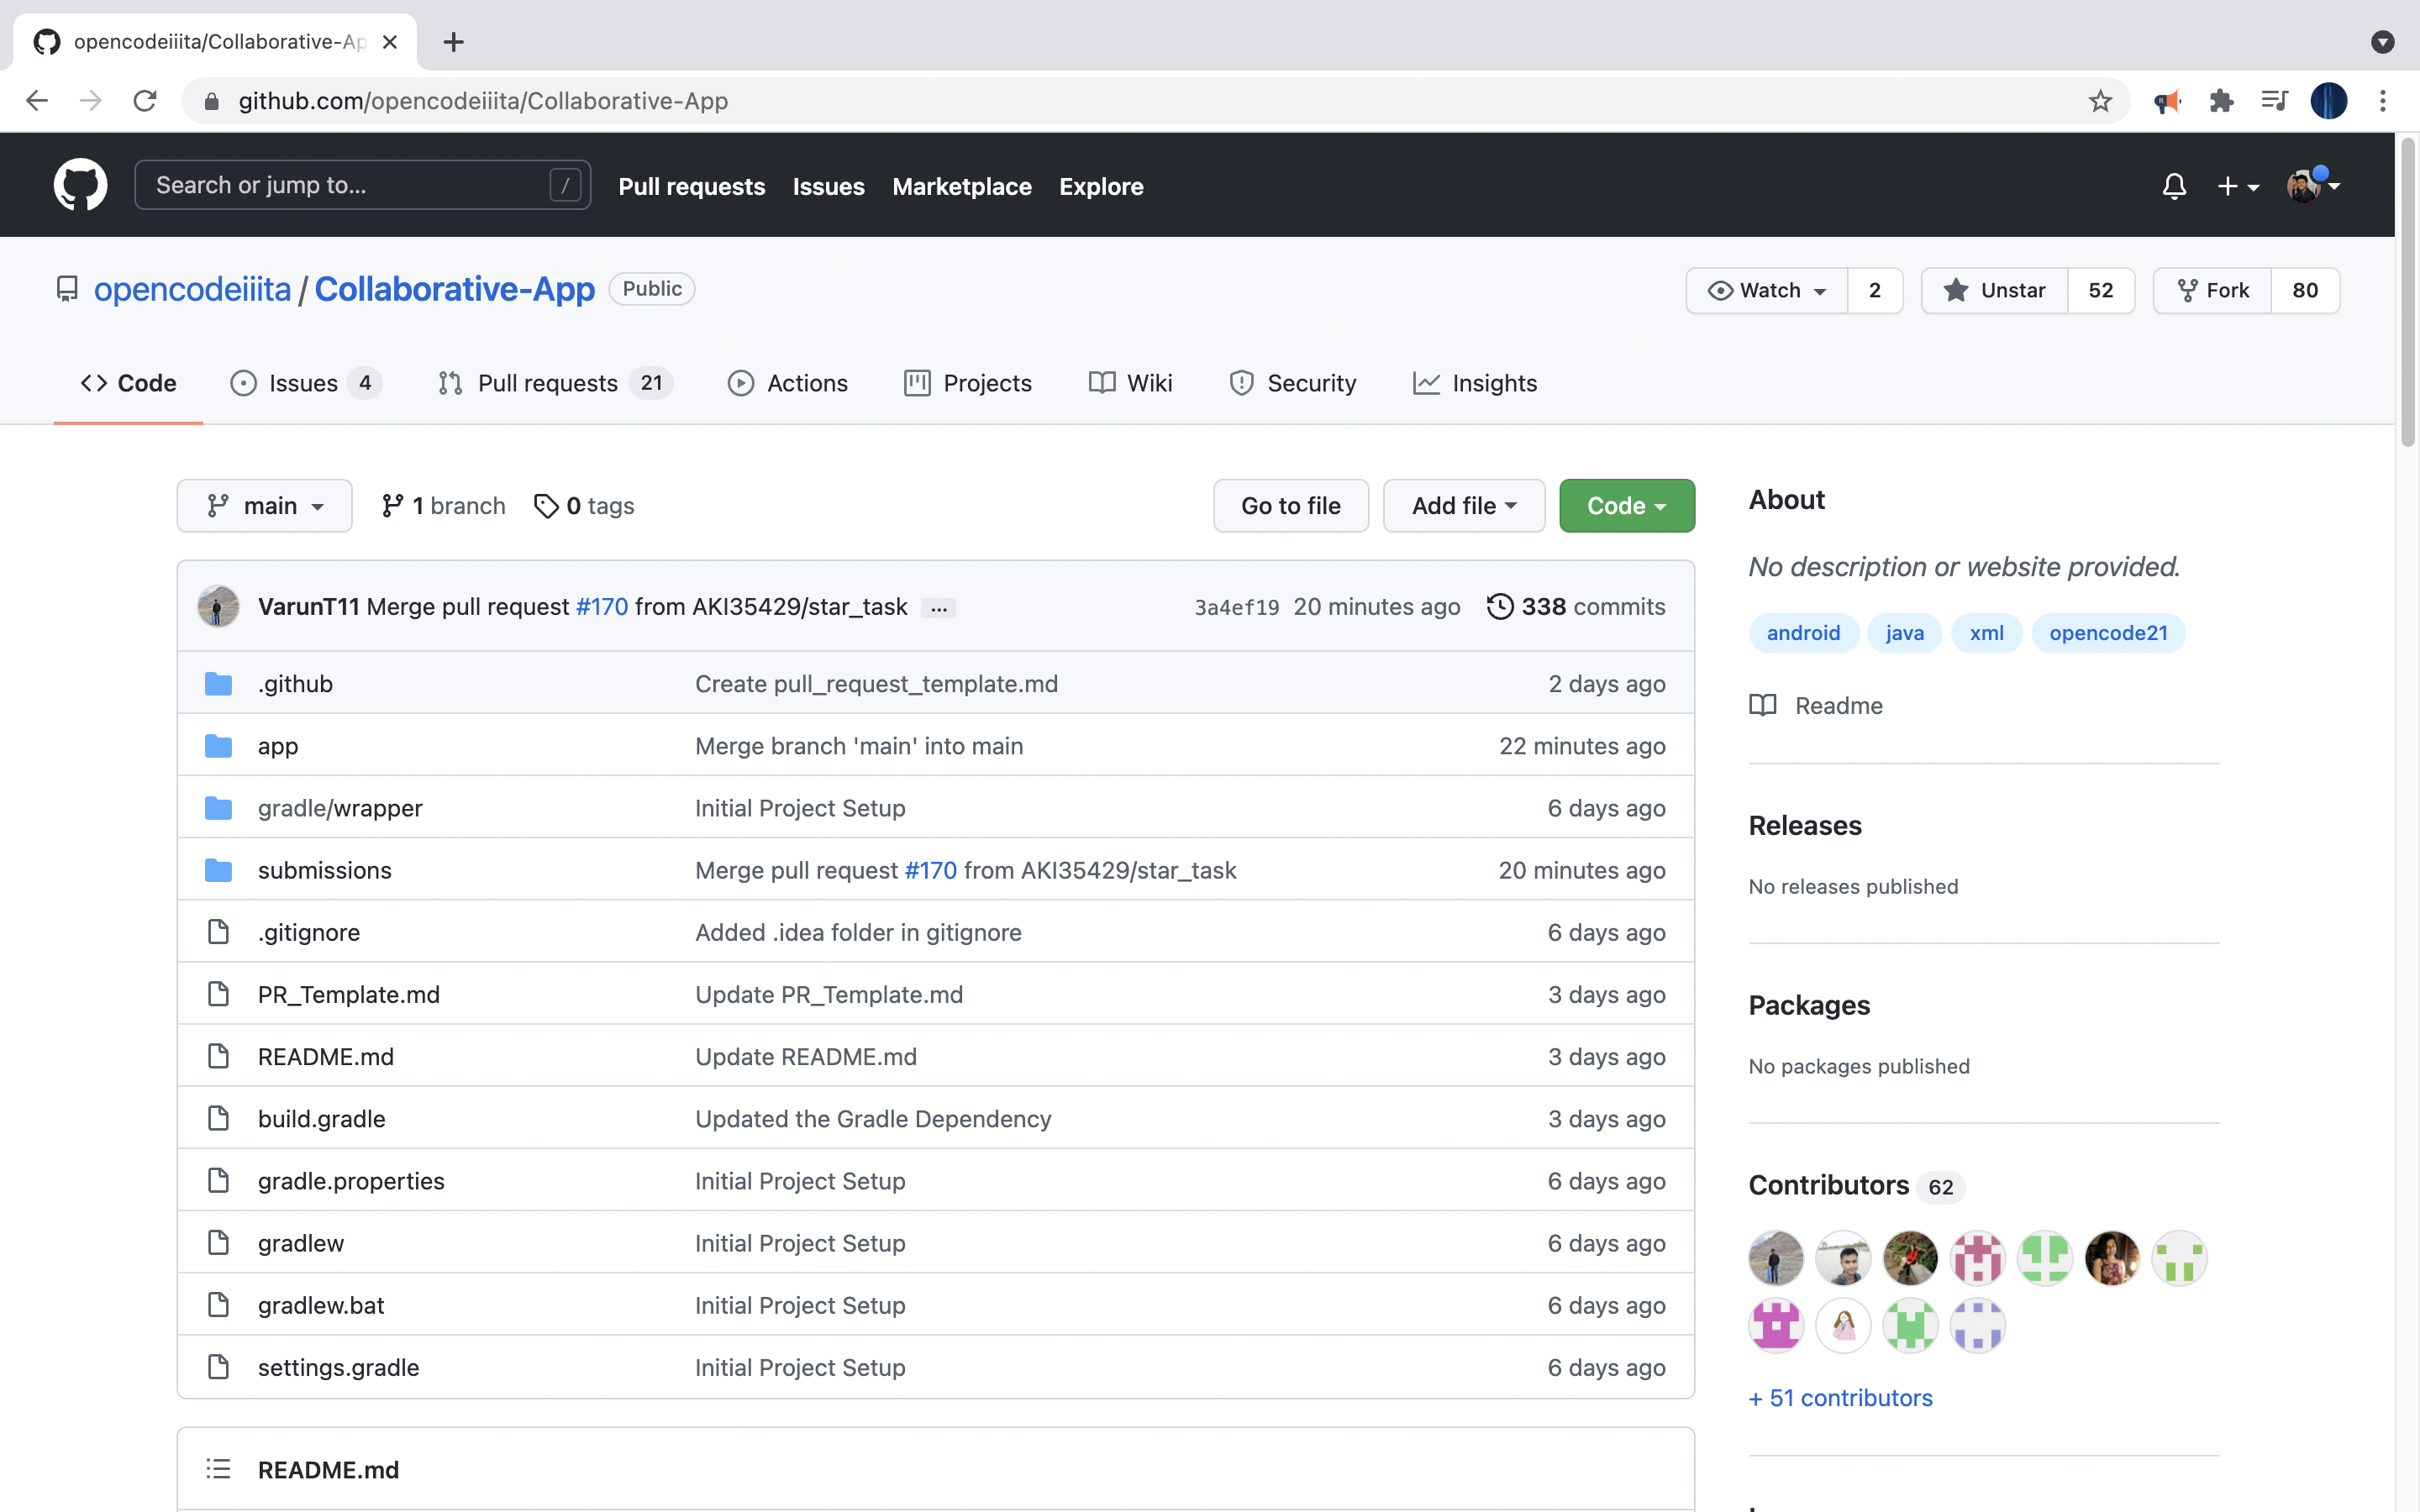 opencodeiiita/Collaborative-Ap
github.com/opencodeiiita/Collaborative-App
Search or jump to... / Pull requests Issues Marketplace Explore
opencodeiiita / Collaborative-App Public Watch 2 Unstar 52 Fork 80
Code Issues 4 Pull requests 21 Actions Projects Wiki Security Insights
main 1 branch 0 tags Go to file Add file Code
VarunT11 Merge pull request #170 from AKI35429/star_task ... 3a4ef19 20 minutes ago 338 commits
.github Create pull_request_template.md 2 days ago
app Merge branch 'main' into main 22 minutes ago
gradle/wrapper Initial Project Setup 6 days ago
submissions Merge pull request #170 from AKI35429/star_task 20 minutes ago
.gitignore Added .idea folder in gitignore 6 days ago
PR_Template.md Update PR_Template.md 3 days ago
README.md Update README.md 3 days ago
build.gradle Updated the Gradle Dependency 3 days ago
gradle.properties Initial Project Setup 6 days ago
gradlew Initial Project Setup 6 days ago
gradlew.bat Initial Project Setup 6 days ago
settings.gradle Initial Project Setup 6 days ago
README.md
About
No description or website provided.
android java xml opencode21
Readme
Releases
No releases published
Packages
No packages published
Contributors 62
+ 51 contributors